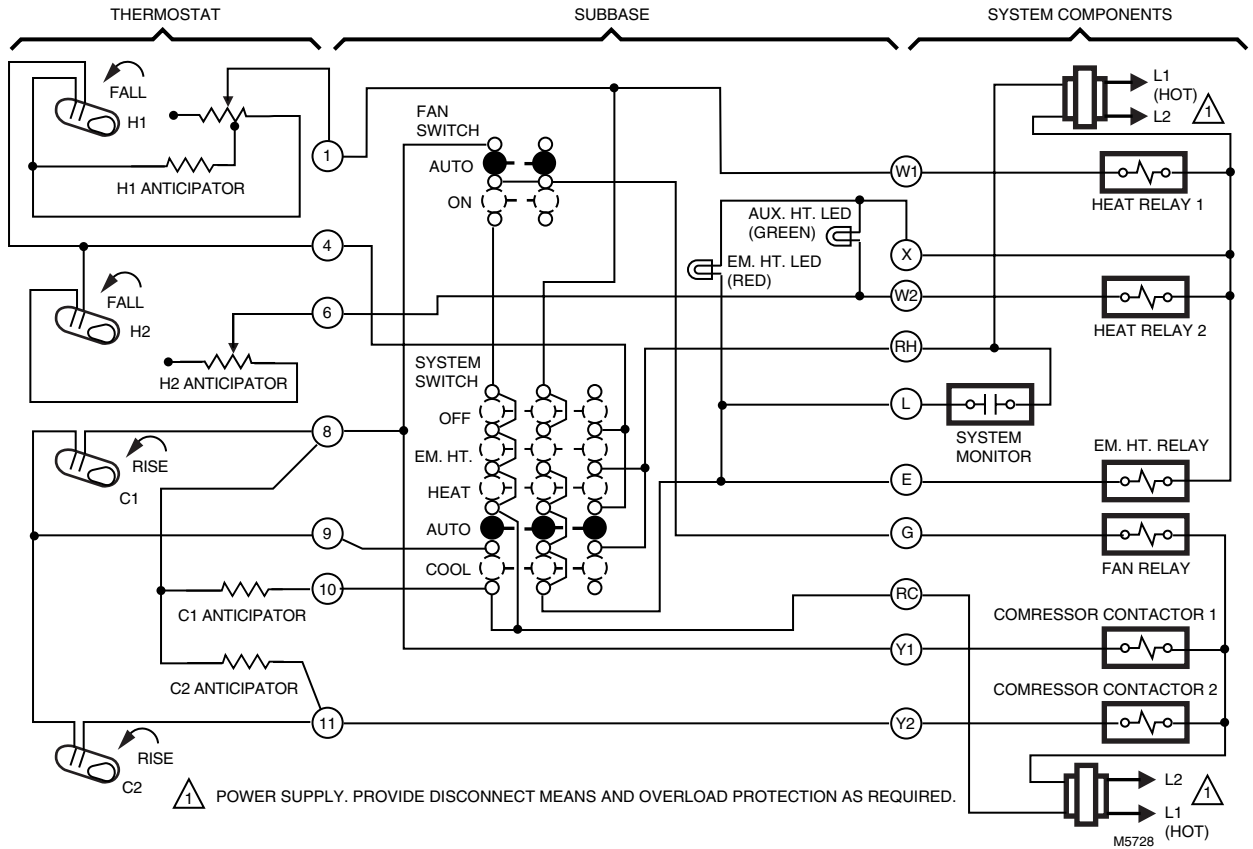 THERMOSTAT
SUBBASE
SYSTEM COMPONENTS
FALL
H1
H1 ANTICIPATOR
1
FAN
SWITCH
AUTO
ON
L1
(HOT)
L2
1
W1
HEAT RELAY 1
4
AUX. HT. LED
(GREEN)
EM. HT. LED
(RED)
X
FALL
H2
H2 ANTICIPATOR
6
W2
HEAT RELAY 2
RH
SYSTEM
SWITCH
OFF
EM. HT.
HEAT
AUTO
COOL
L
SYSTEM
MONITOR
8
RISE
C1
EM. HT. RELAY
E
9
G
FAN RELAY
10
C1 ANTICIPATOR
RC
COMRESSOR CONTACTOR 1
Y1
C2 ANTICIPATOR
COMRESSOR CONTACTOR 2
11
Y2
RISE
C2
1 POWER SUPPLY. PROVIDE DISCONNECT MEANS AND OVERLOAD PROTECTION AS REQUIRED.
L2
1
L1
(HOT)
M5728